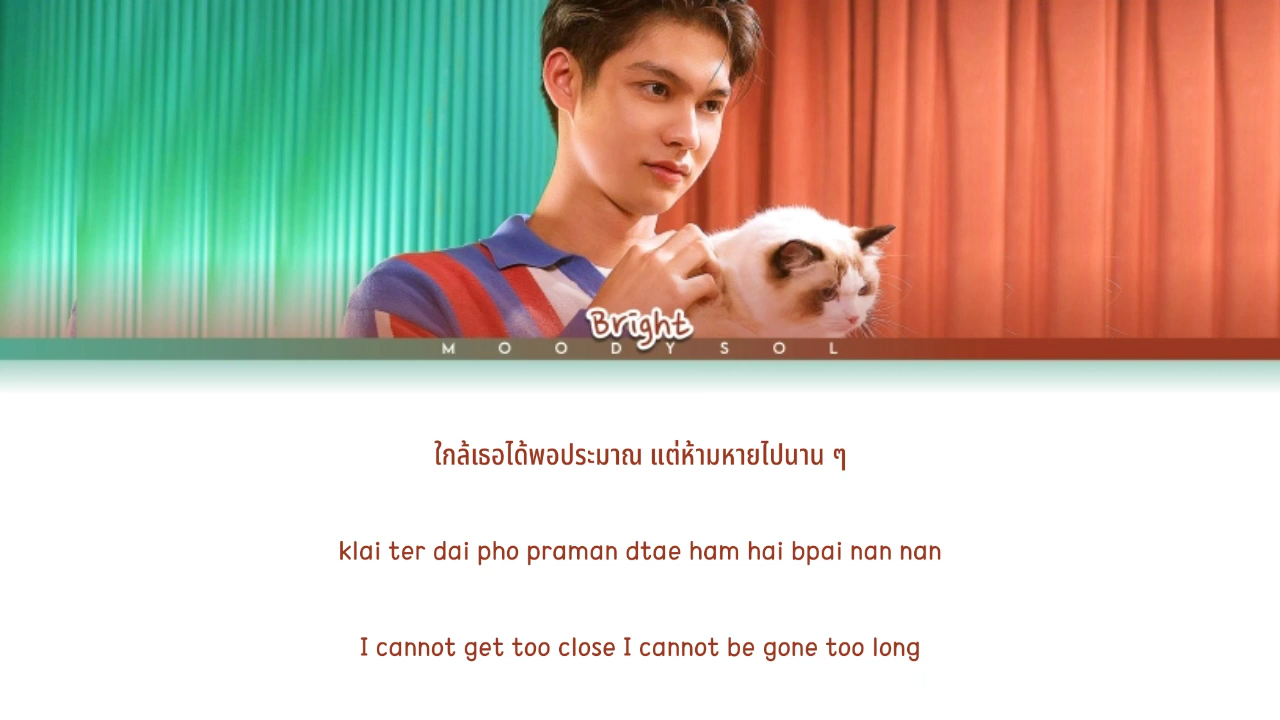 Bright
MOODYSOL
ใกล้เธอได้พอประมาณ แต่ห้ามหายไปนาน ๆ
klai ter dai pho praman dtae ham hai bpai nan nan
I cannot get too close I cannot be gone too long